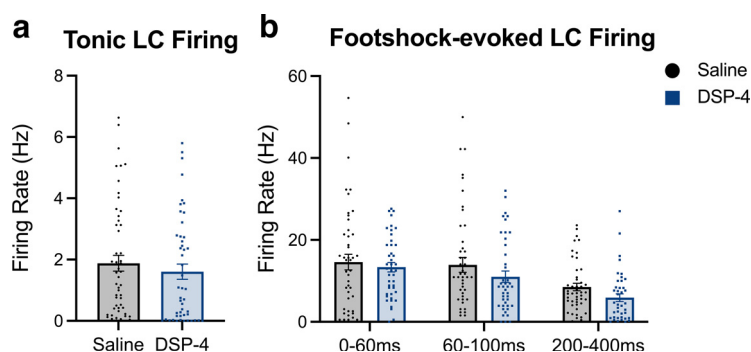 a
Tonic LC Firing
Firing Rate (Hz)
8
6
4
2
0
Saline DSP-4
b
Footshock-evoked LC Firing
Firing Rate (Hz)
60
40
20
0
0-60ms 60-100ms 200-400ms
Saline
DSP-4